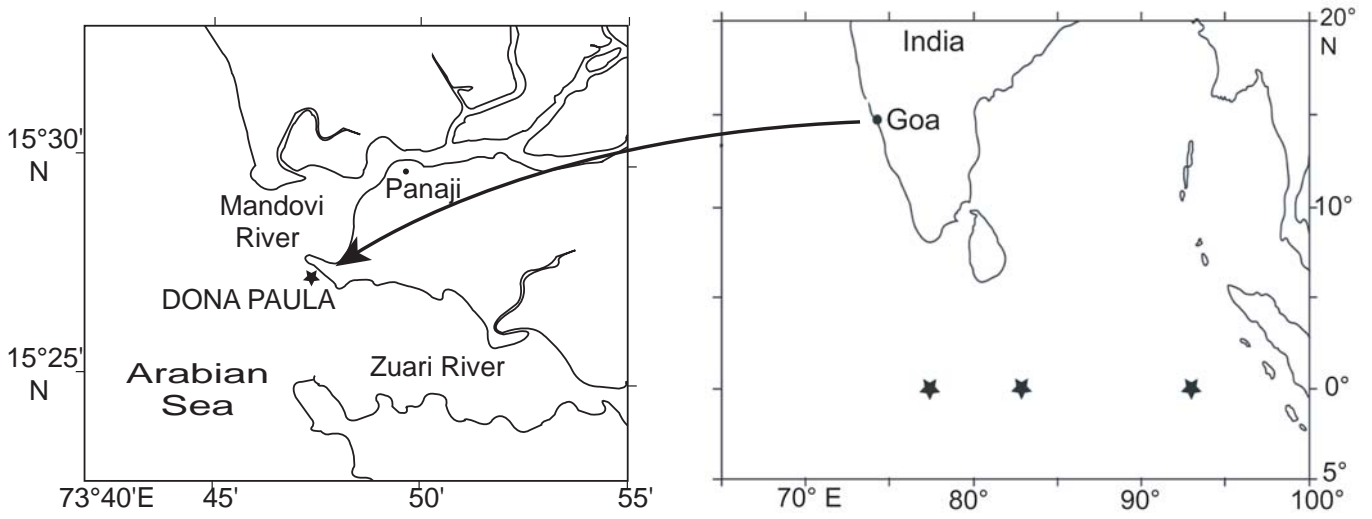 15°30'
N
Mandovi
River
Panaji
DONA PAULA
15°25'
N
Arabian
Sea
Zuari River
73°40'E
45'
50'
55'
India
Goa
20°
N
10°
0°
5°
70° E
80°
90°
100°